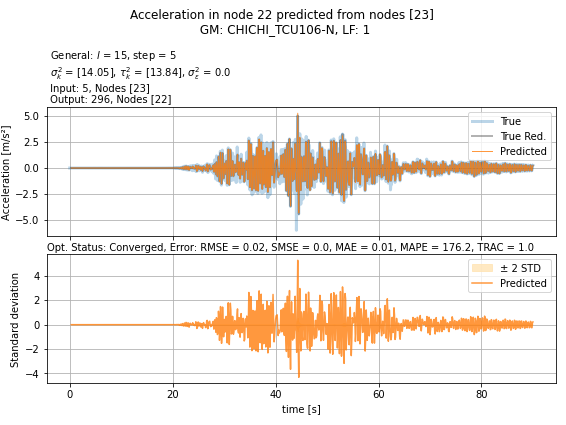 Acceleration in node 22 predicted from nodes [23]
GM: CHICHI_TCU106-N, LF: 1
General: l = 15, step = 5
σ²ₖ = [14.05], τ²ₖ = [13.84], σ²_ε = 0.0
Input: 5, Nodes [23]
Output: 296, Nodes [22]
Acceleration [m/s²]
5.0
2.5
0.0
−2.5
−5.0
True
True Red.
Predicted
Opt. Status: Converged, Error: RMSE = 0.02, SMSE = 0.0, MAE = 0.01, MAPE = 176.2, TRAC = 1.0
Standard deviation
4
2
0
−2
−4
± 2 STD
Predicted
0 20 40 60 80
time [s]